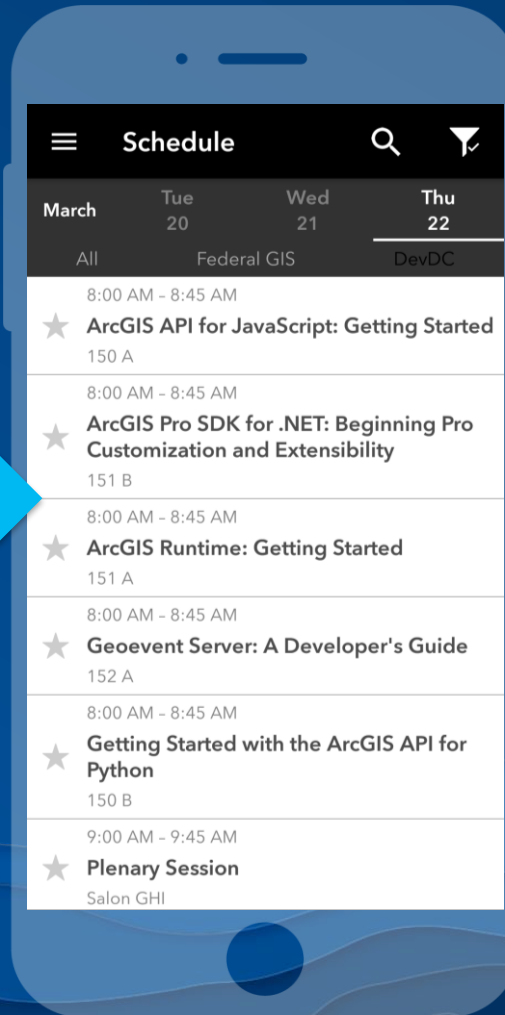 Schedule
March Tue 20 Wed 21 Thu 22
All Federal GIS DevDC
8:00 AM – 8:45 AM
ArcGIS API for JavaScript: Getting Started
150 A
8:00 AM – 8:45 AM
ArcGIS Pro SDK for .NET: Beginning Pro
Customization and Extensibility
151 B
8:00 AM – 8:45 AM
ArcGIS Runtime: Getting Started
151 A
8:00 AM – 8:45 AM
Geoevent Server: A Developer's Guide
152 A
8:00 AM – 8:45 AM
Getting Started with the ArcGIS API for
Python
150 B
9:00 AM – 9:45 AM
Plenary Session
Salon GHI